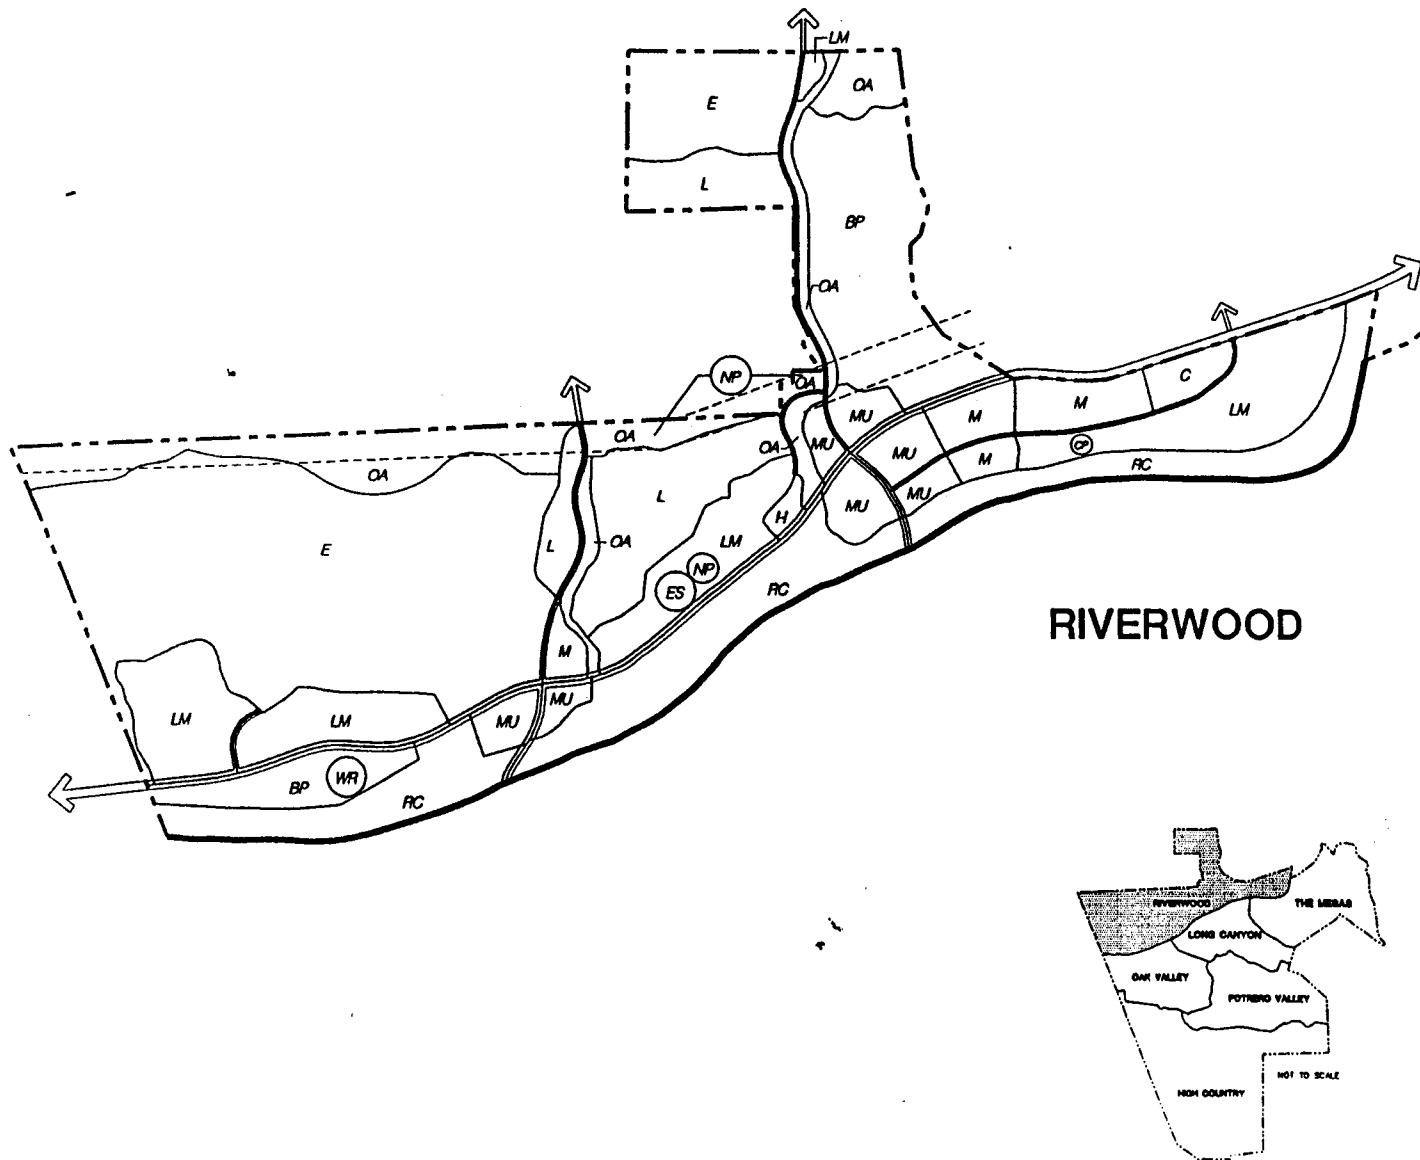 LM
E
OA
L
BP
OA
NP
OA
C
MU
M
M
LM
OA
OA
MU
MU
M
CP
RC
OA
L
MU
MU
H
E
L
OA
LM
NP
ES
RC
RIVERWOOD
M
LM
LM
MU
MU
BP
WR
RC
RIVERWOOD
THE MESAS
LONG CANYON
OAK VALLEY
POTRERO VALLEY
NOT TO SCALE
HIGH COUNTRY